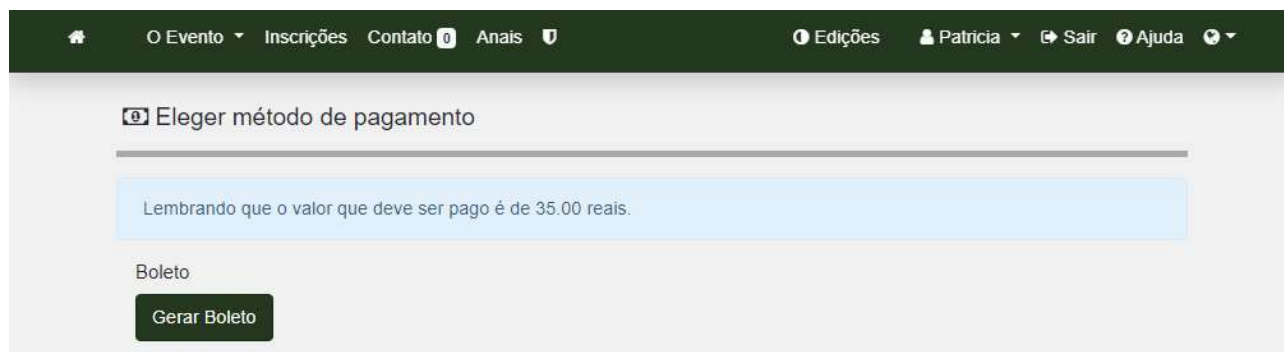 O Evento Inscrições Contato 0 Anais Edições Patricia Sair Ajuda
Eleger método de pagamento
Lembrando que o valor que deve ser pago é de 35.00 reais.
Boleto
Gerar Boleto